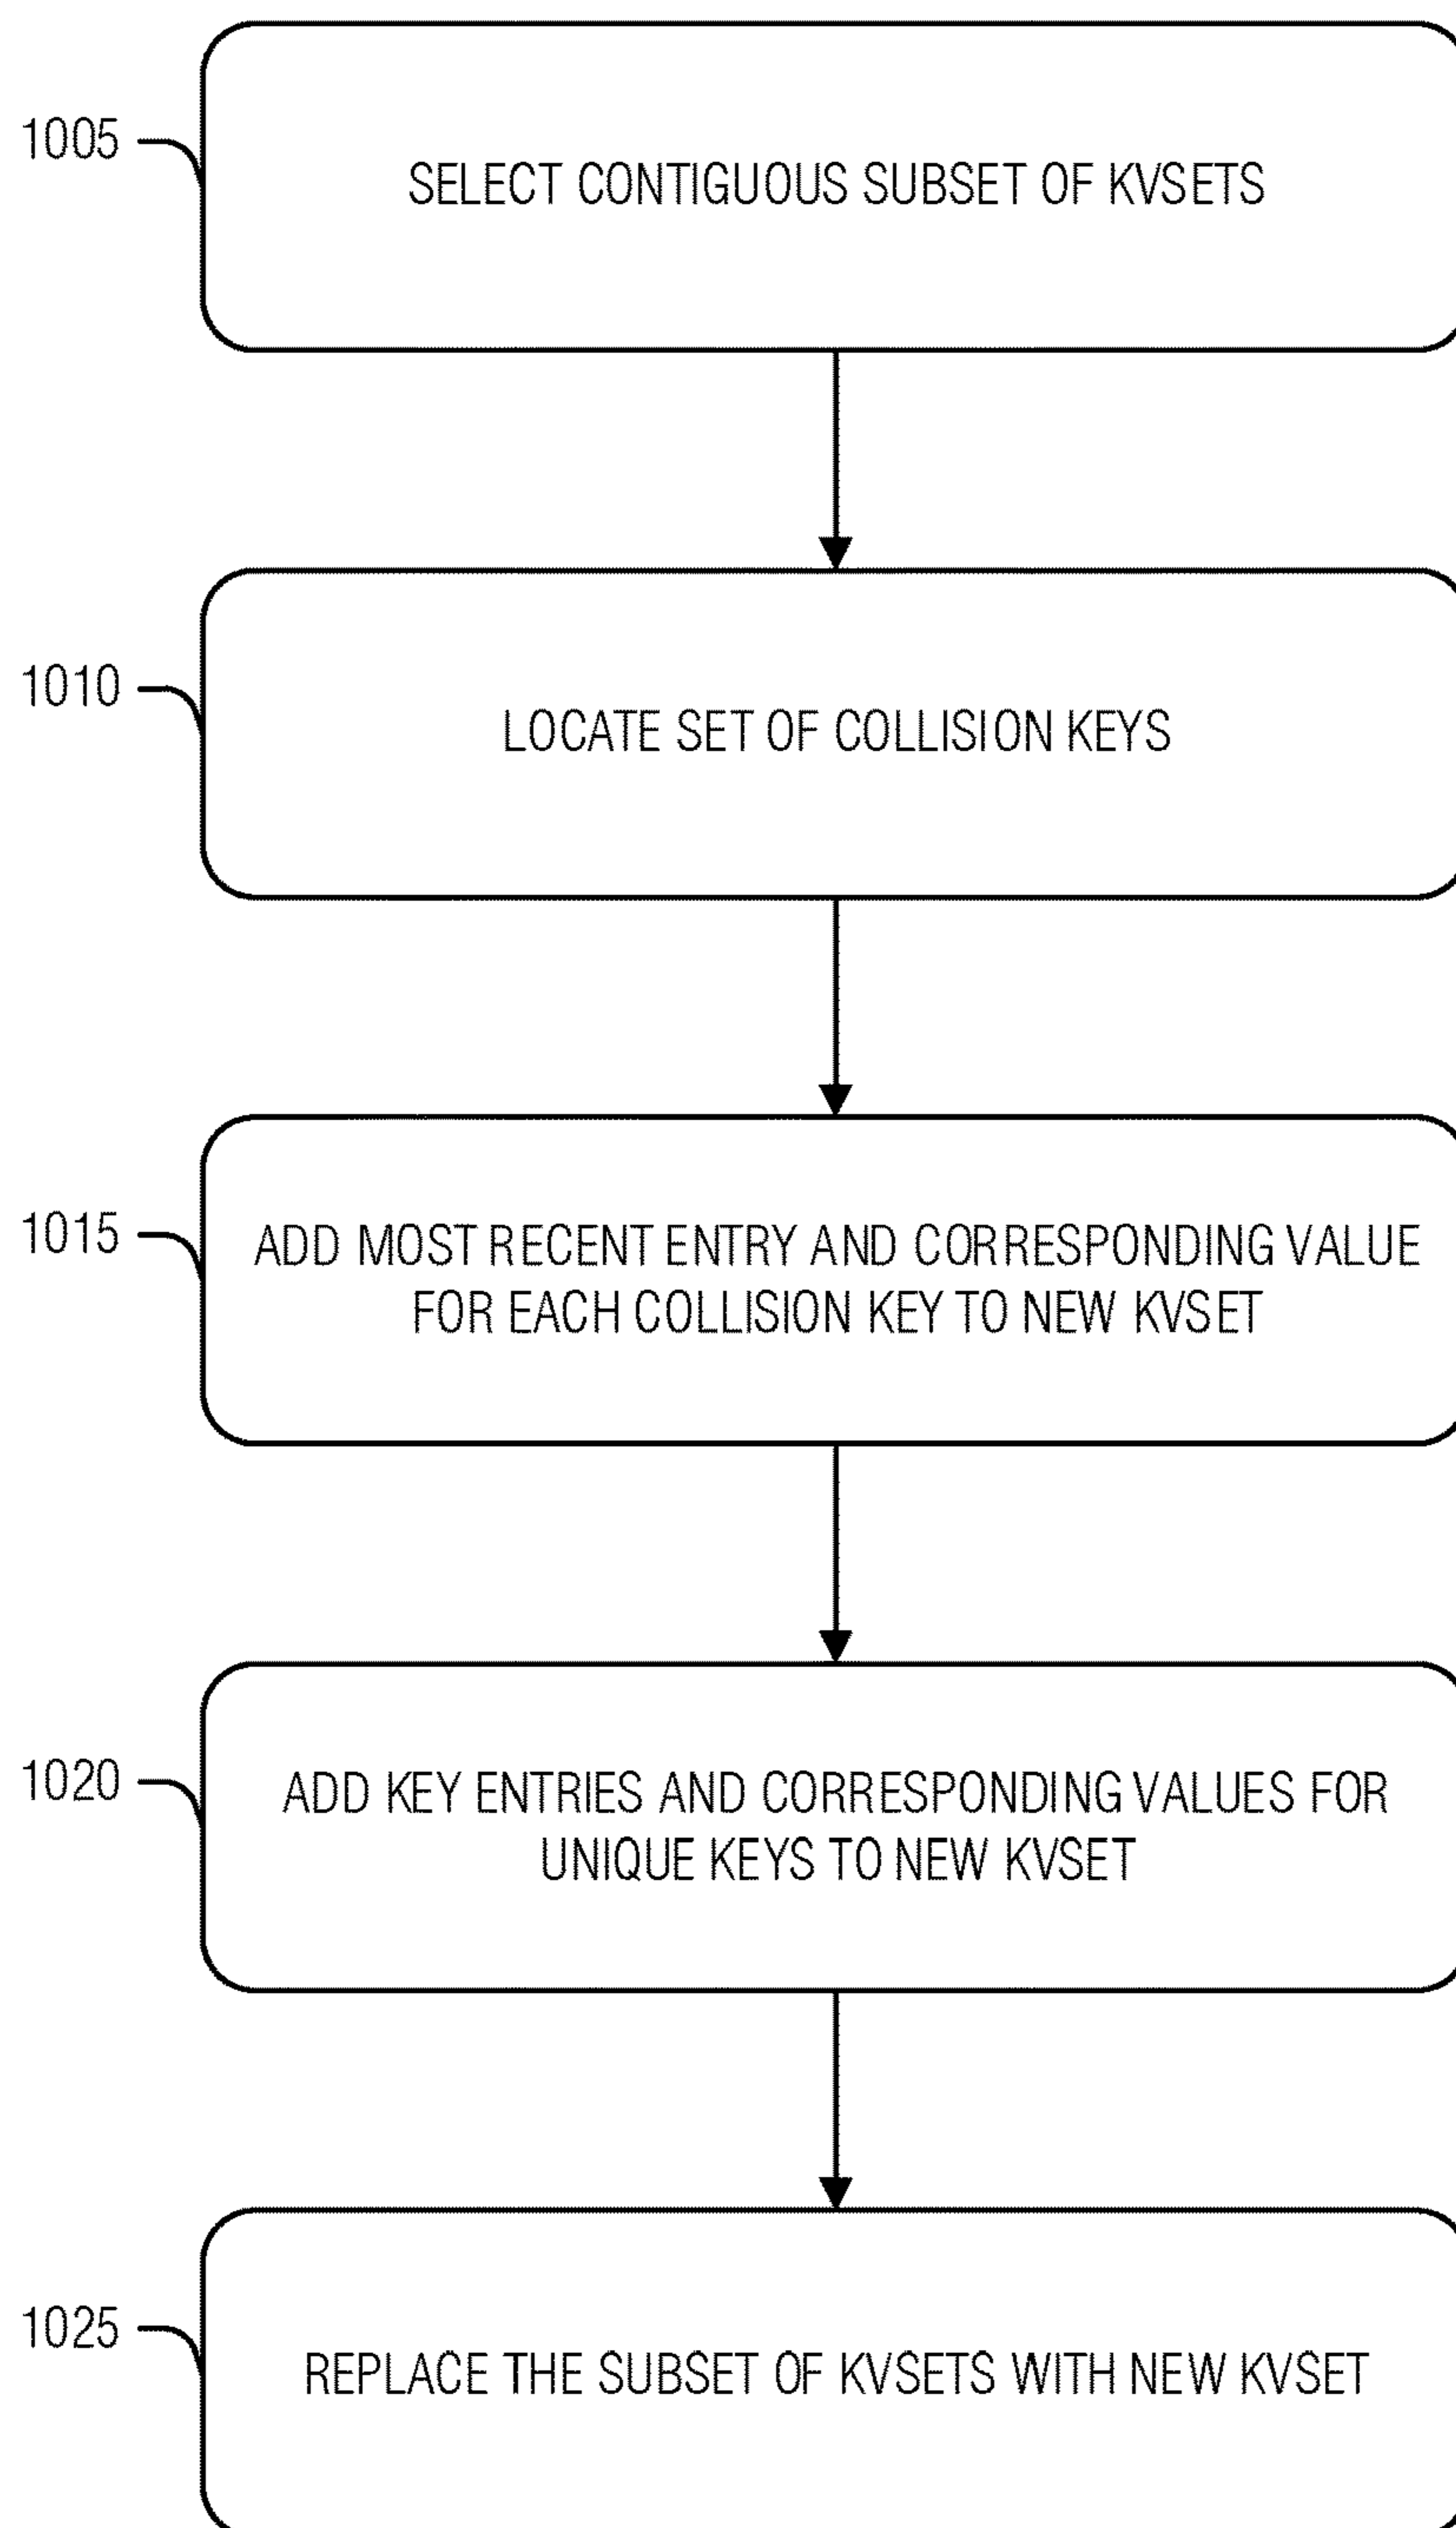 1005
SELECT CONTIGUOUS SUBSET OF KVSETS
1010
LOCATE SET OF COLLISION KEYS
1015
ADD MOST RECENT ENTRY AND CORRESPONDING VALUE
FOR EACH COLLISION KEY TO NEW KVSET
1020
ADD KEY ENTRIES AND CORRESPONDING VALUES FOR
UNIQUE KEYS TO NEW KVSET
1025
REPLACE THE SUBSET OF KVSETS WITH NEW KVSET